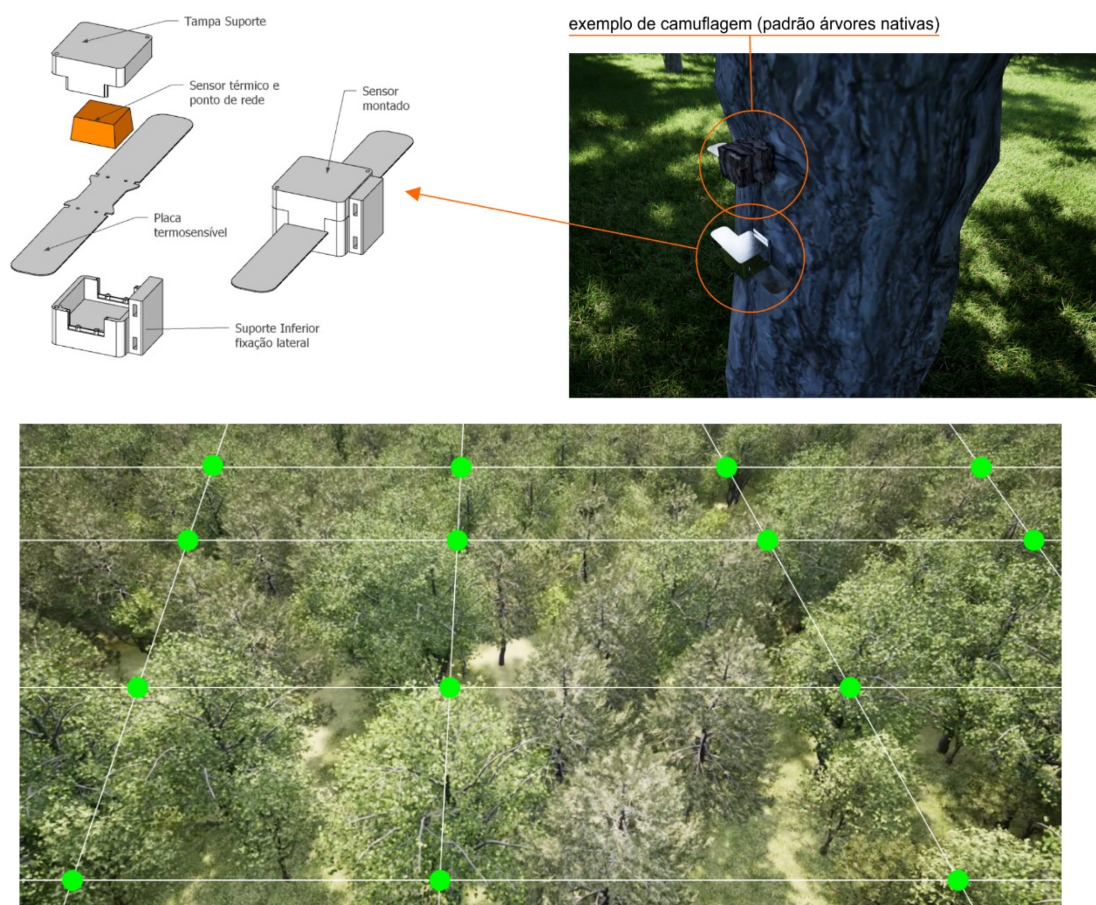 Tampa Suporte
exemplo de camuflagem (padrão árvores nativas)
Sensor térmico e
ponto de rede
Sensor
montado
Placa
termosensível
Suporte Inferior
fixação lateral